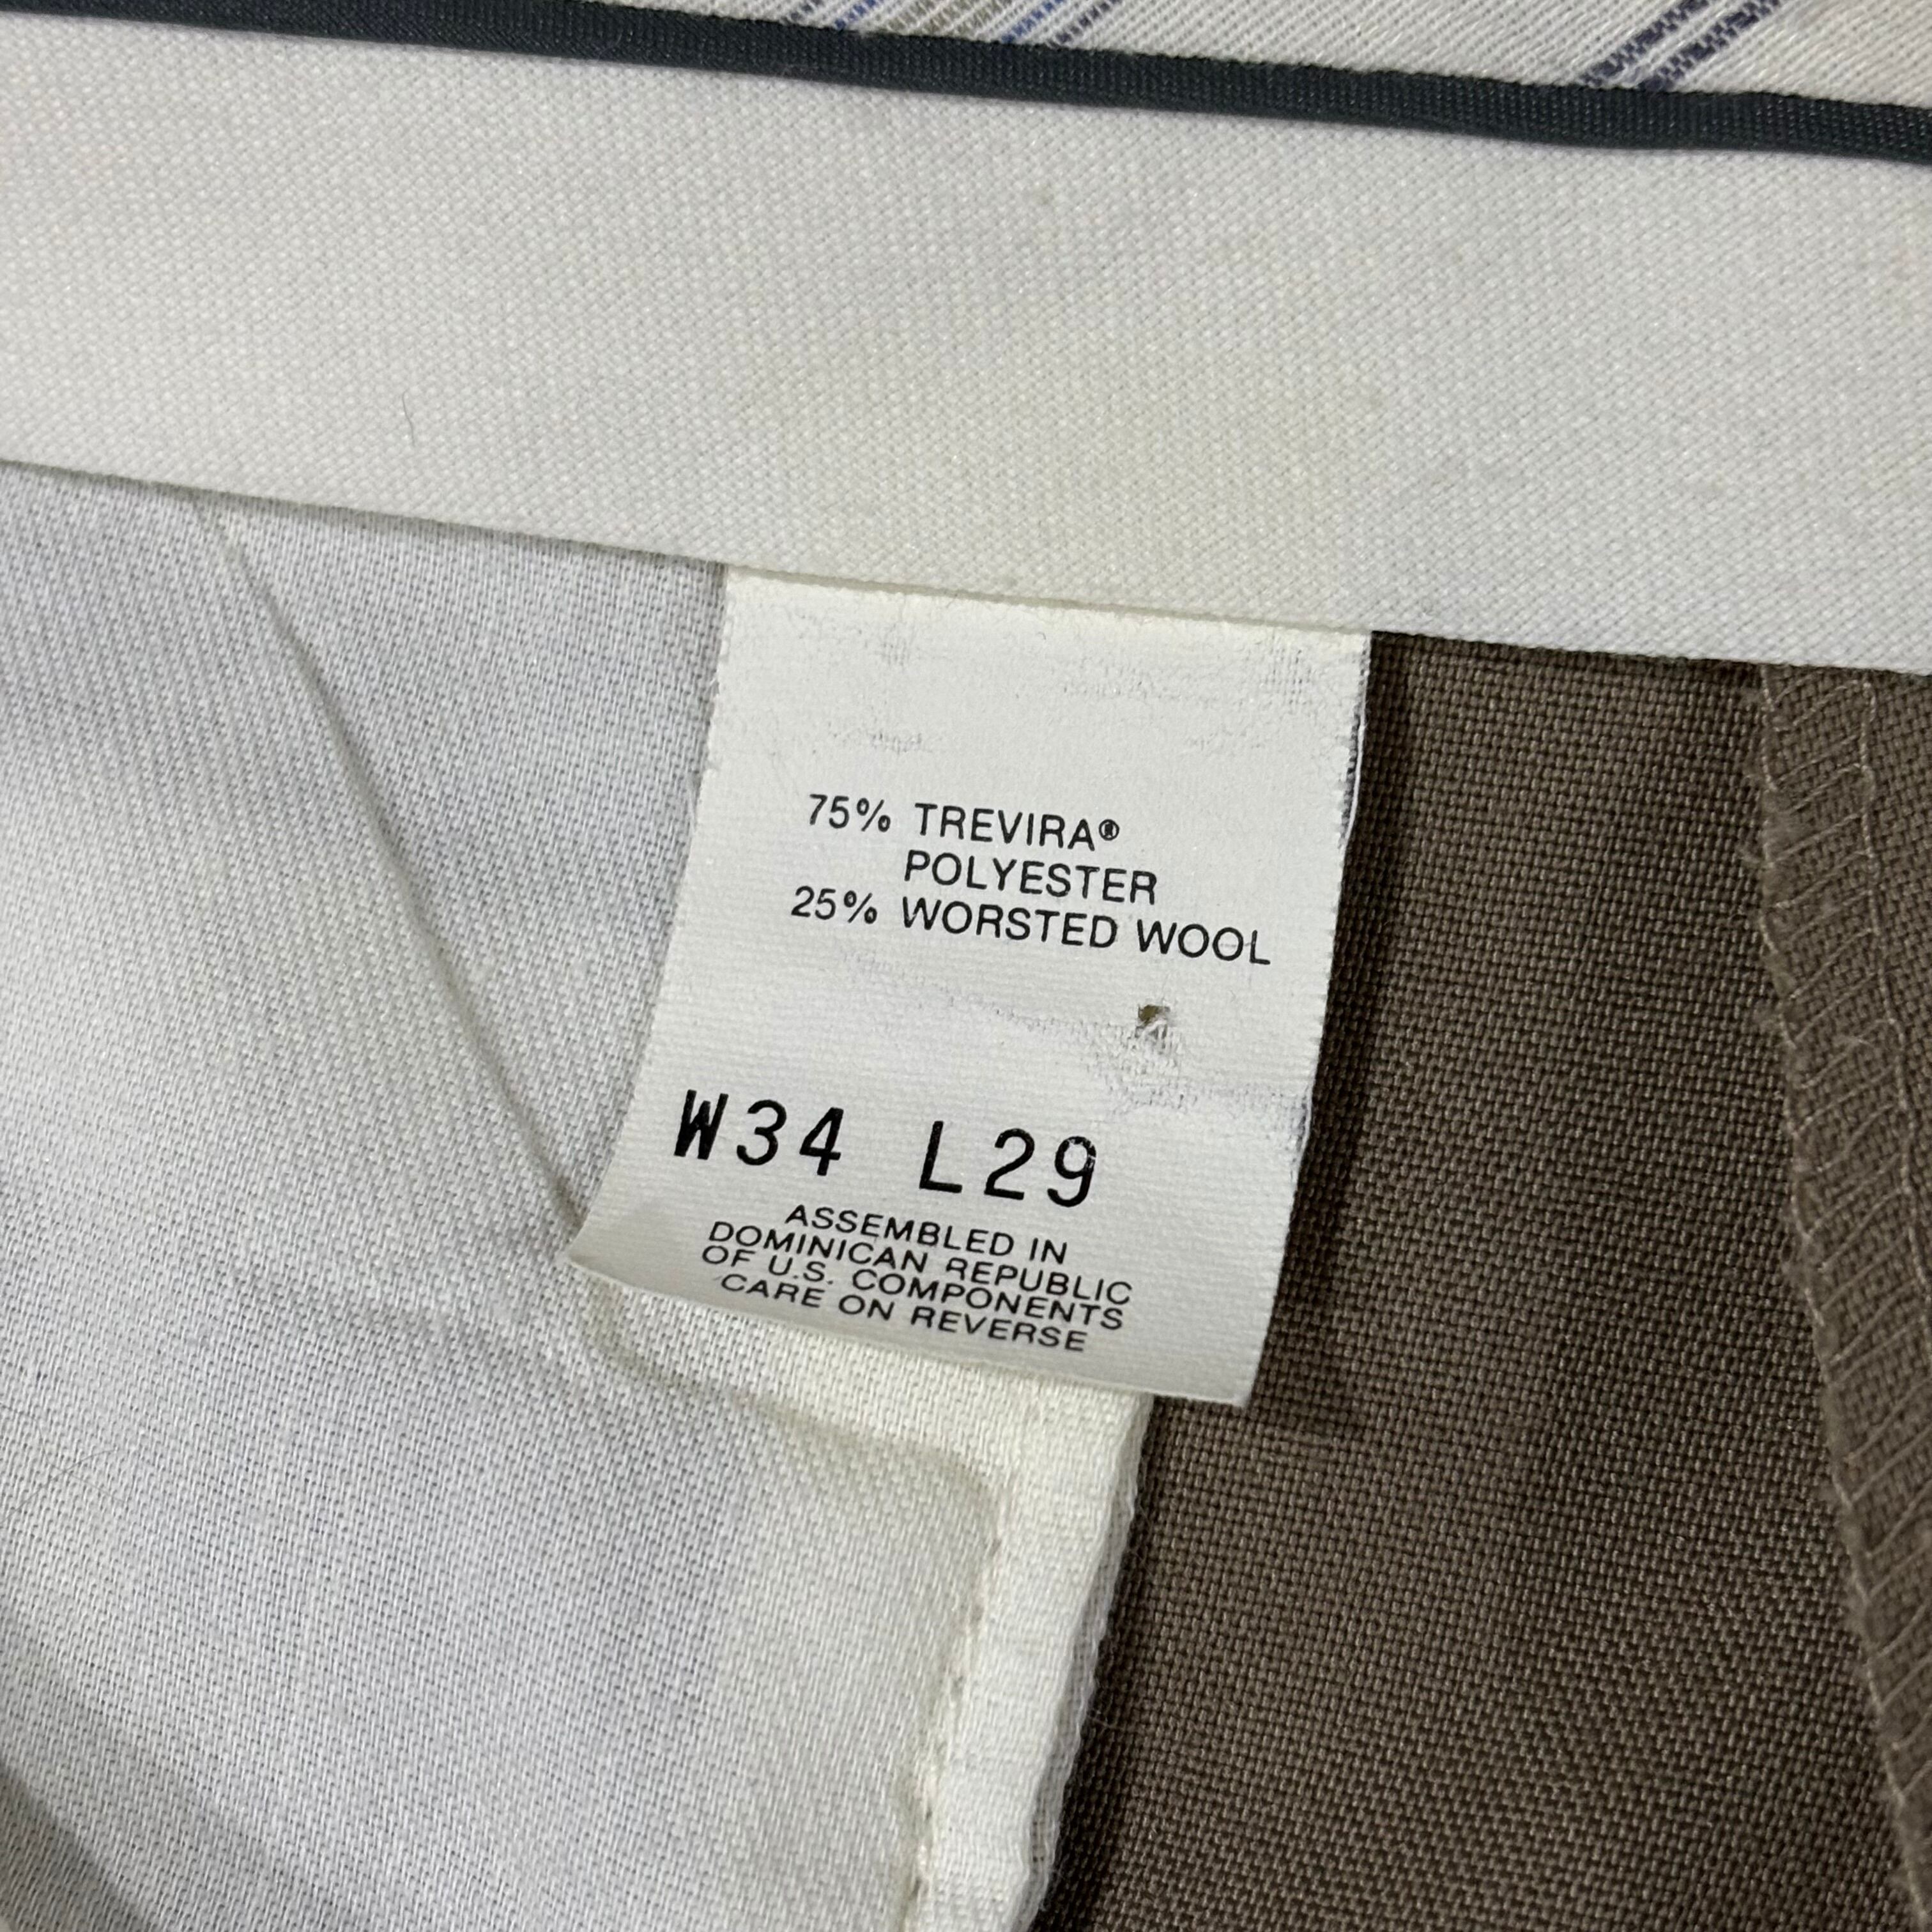 75% TREVIRA®
POLYESTER
25% WORSTED WOOL
W34 L29
ASSEMBLED IN
DOMINICAN REPUBLIC
OF U.S. COMPONENTS
CARE ON REVERSE